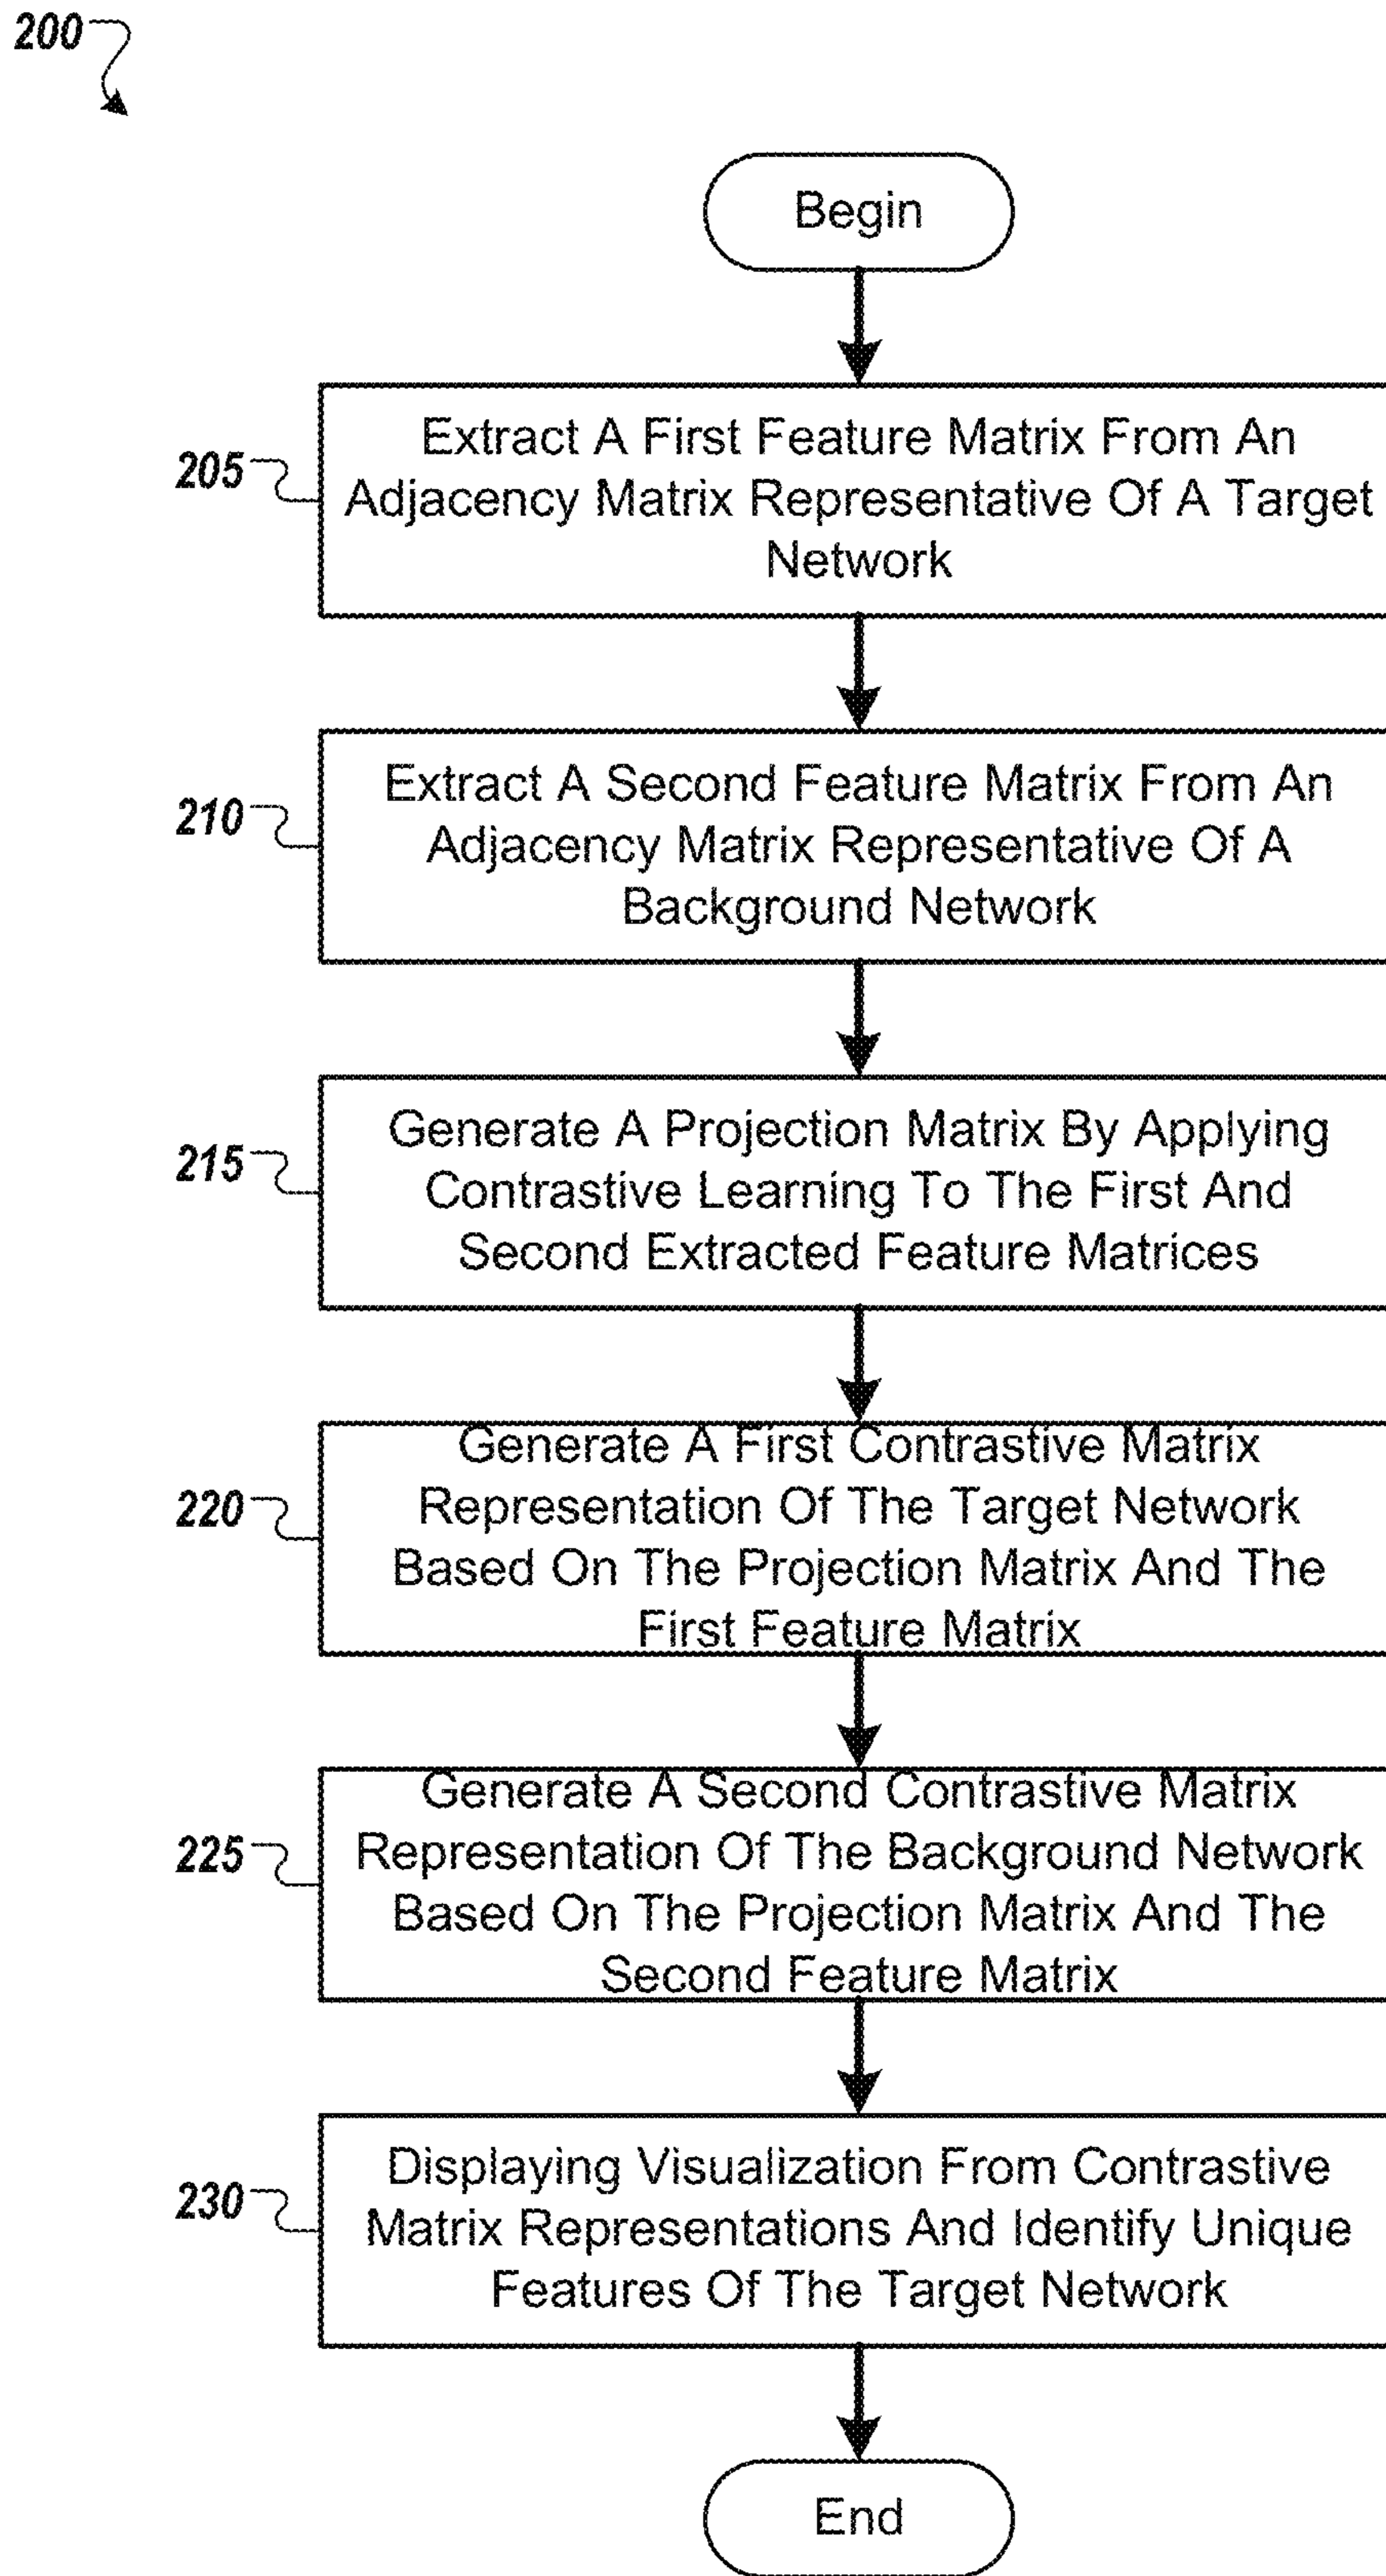 200
Begin
205
Extract A First Feature Matrix From An
Adjacency Matrix Representative Of A Target
Network
210
Extract A Second Feature Matrix From An
Adjacency Matrix Representative Of A
Background Network
215
Generate A Projection Matrix By Applying
Contrastive Learning To The First And
Second Extracted Feature Matrices
220
Generate A First Contrastive Matrix
Representation Of The Target Network
Based On The Projection Matrix And The
First Feature Matrix
225
Generate A Second Contrastive Matrix
Representation Of The Background Network
Based On The Projection Matrix And The
Second Feature Matrix
230
Displaying Visualization From Contrastive
Matrix Representations And Identify Unique
Features Of The Target Network
End